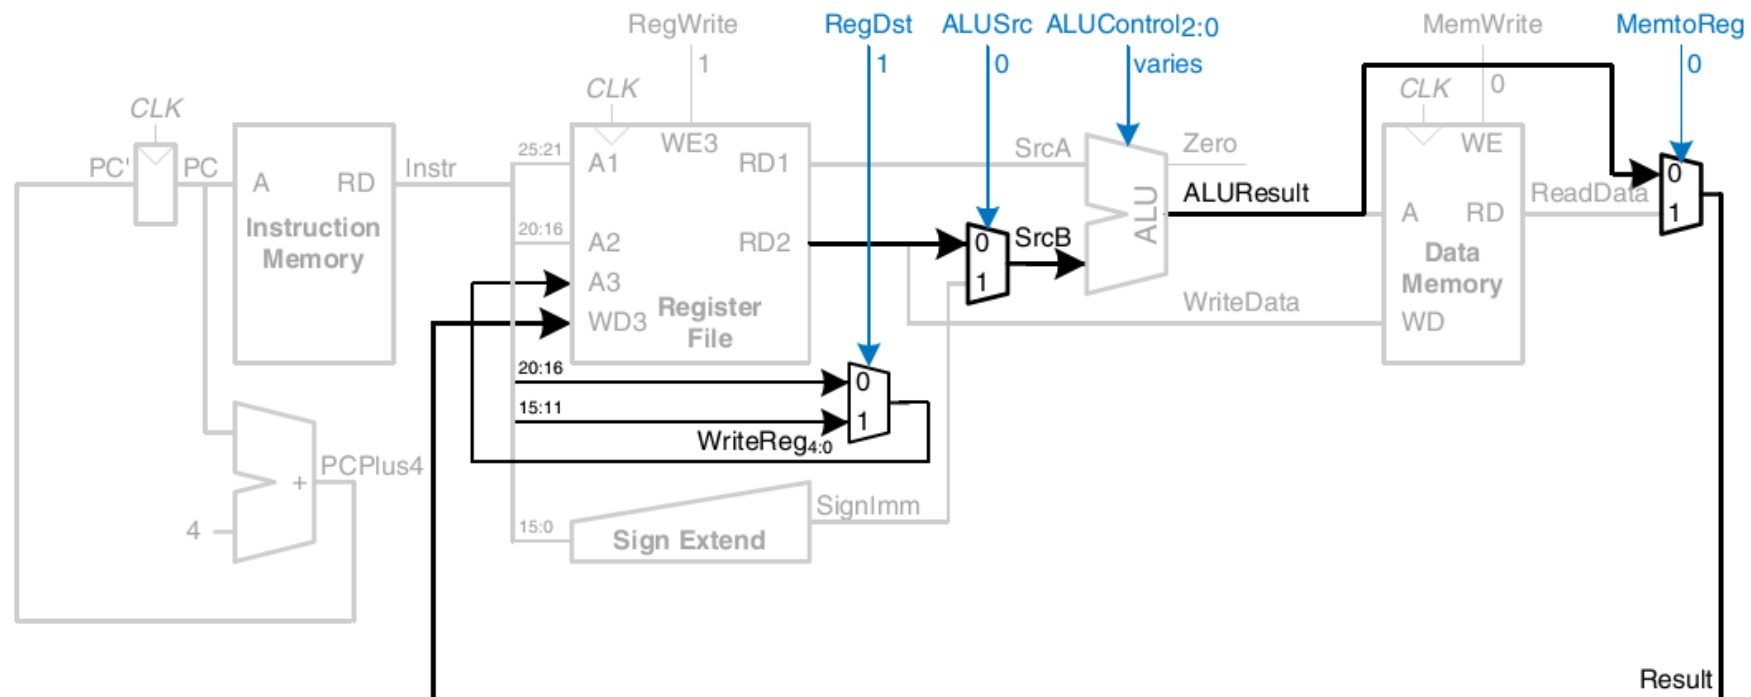 RegWrite RegDst ALUSrc ALUControl2:0 MemWrite MemtoReg
1 1 0 varies 0 0
CLK CLK CLK
PC' PC A RD Instr
Instruction
Memory
25:21 A1 WE3 RD1 SrcA Zero
20:16 A2 RD2 0 SrcB ALU ALUResult
1
A3
WD3 Register
File
WE
A RD ReadData 0
1
Data
Memory
WriteData WD
20:16 0
15:11 1
WriteReg4:0
PCPlus4
+
4
15:0 Sign Extend SignImm
Result